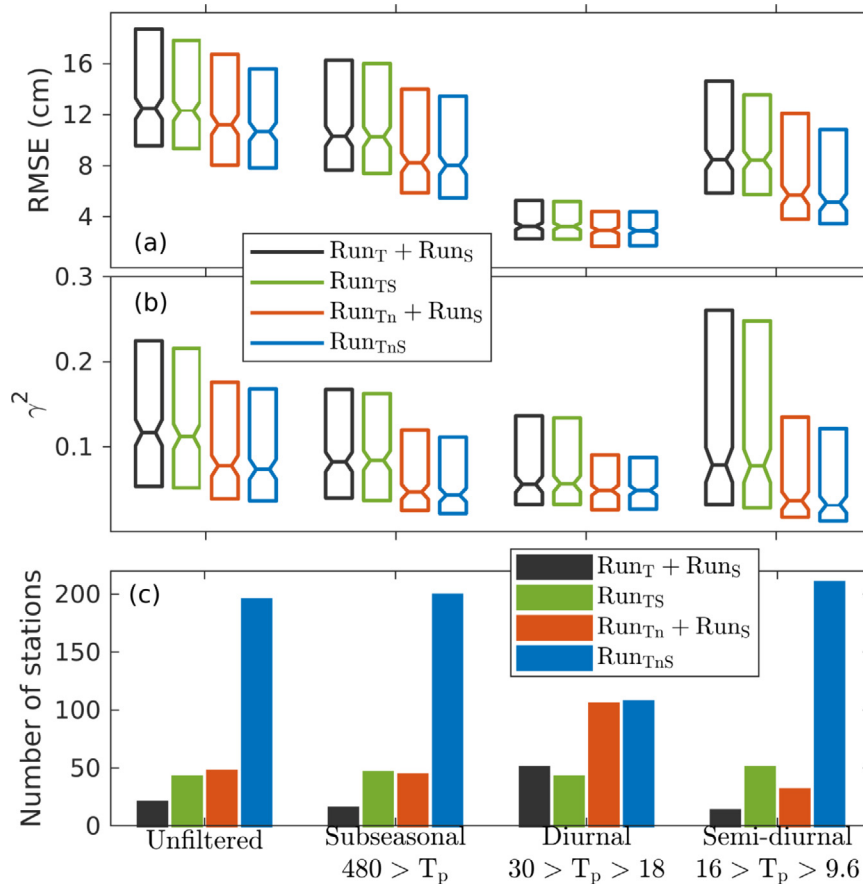 16
12
8
4
RMSE (cm)
(a)
Run_T + Run_S
Run_TS
Run_Tn + Run_S
Run_TnS
0.3
0.2
0.1
γ²
(b)
200
150
100
50
0
Number of stations
(c)
Run_T + Run_S
Run_TS
Run_Tn + Run_S
Run_TnS
Unfiltered Subseasonal Diurnal Semi-diurnal
480 > T_p 30 > T_p > 18 16 > T_p > 9.6